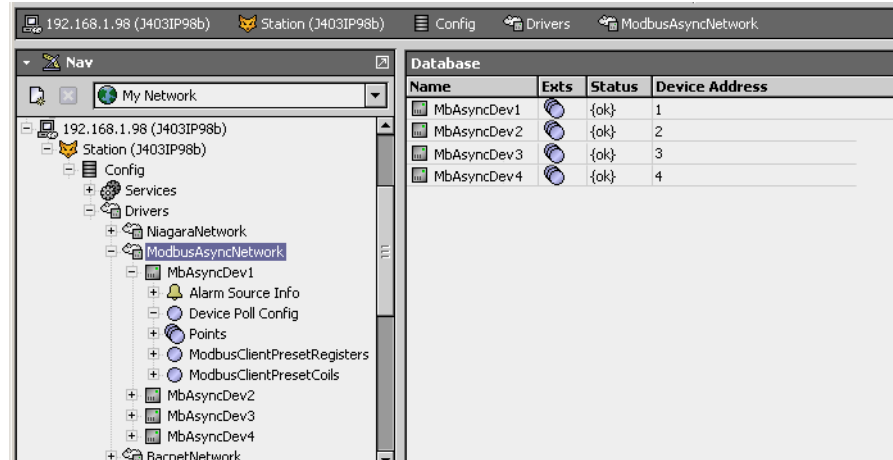 192.168.1.98 (J403IP98b) Station (J403IP98b) Config Drivers ModbusAsyncNetwork
Nav
My Network
192.168.1.98 (J403IP98b)
Station (J403IP98b)
Config
Services
Drivers
NiagaraNetwork
ModbusAsyncNetwork
MbAsyncDev1
Alarm Source Info
Device Poll Config
Points
ModbusClientPresetRegisters
ModbusClientPresetCoils
MbAsyncDev2
MbAsyncDev3
MbAsyncDev4
BacnetNetwork
Database
Name Exts Status Device Address
MbAsyncDev1 {ok} 1
MbAsyncDev2 {ok} 2
MbAsyncDev3 {ok} 3
MbAsyncDev4 {ok} 4